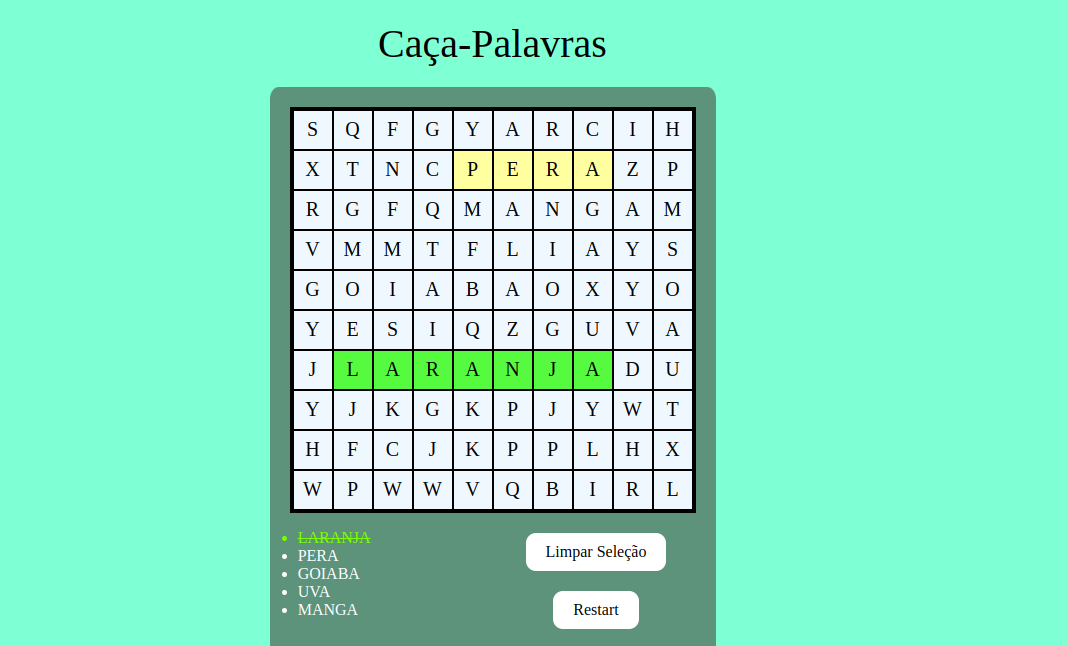 Caça-Palavras
S Q F G Y A R C I H
X T N C P E R A Z P
R G F Q M A N G A M
V M M T F L I A Y S
G O I A B A O X Y O
Y E S I Q Z G U V A
J L A R A N J A D U
Y J K G K P J Y W T
H F C J K P P L H X
W P W W V Q B I R L
LARANJA
PERA
GOIABA
UVA
MANGA
Limpar Seleção
Restart